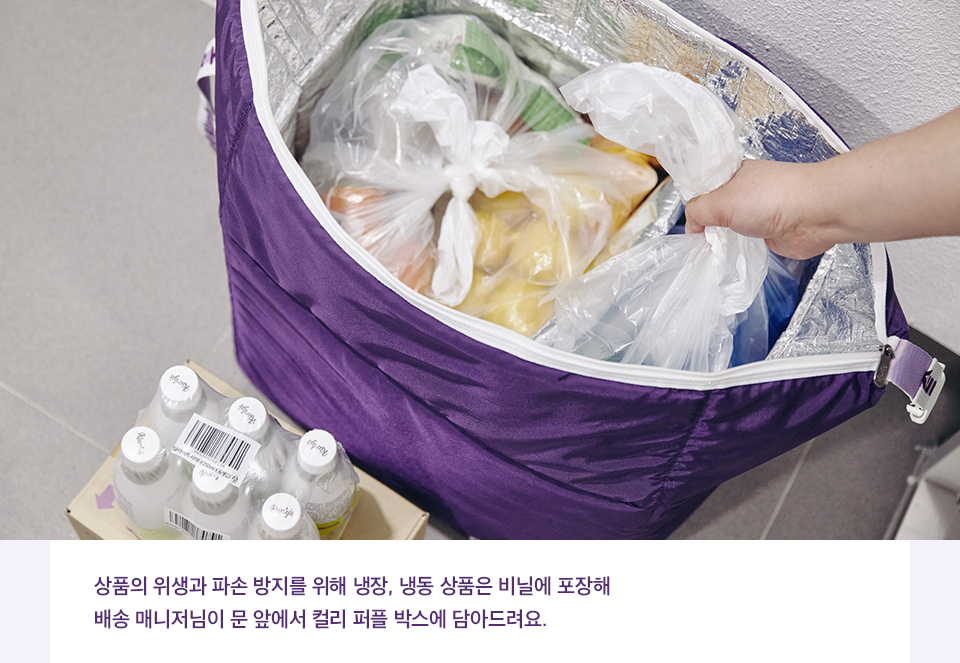 상품의 위생과 파손 방지를 위해 냉장, 냉동 상품은 비닐에 포장해
배송 매니저님이 문 앞에서 컬리 퍼플 박스에 담아드려요.